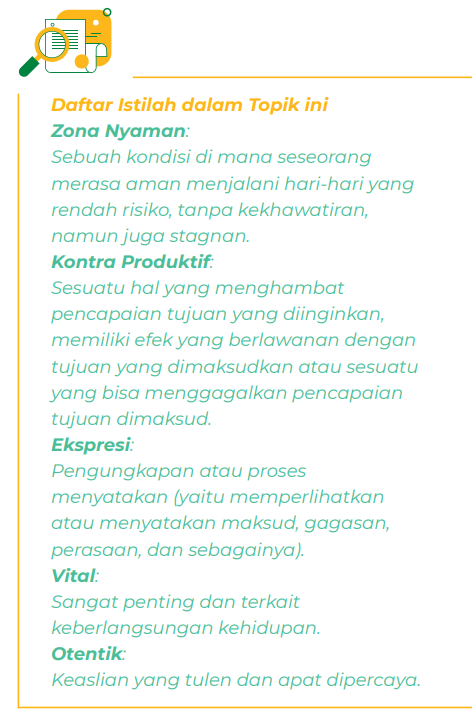 Daftar Istilah dalam Topik ini
Zona Nyaman:
Sebuah kondisi di mana seseorang
merasa aman menjalani hari-hari yang
rendah risiko, tanpa kekhawatiran,
namun juga stagnan.
Kontra Produktif:
Sesuatu hal yang menghambat
pencapaian tujuan yang diinginkan,
memiliki efek yang berlawanan dengan
tujuan yang dimaksudkan atau sesuatu
yang bisa menggagalkan pencapaian
tujuan dimaksud.
Ekspresi:
Pengungkapan atau proses
menyatakan (yaitu memperlihatkan
atau menyatakan maksud, gagasan,
perasaan, dan sebagainya).
Vital:
Sangat penting dan terkait
keberlangsungan kehidupan.
Otentik:
Keaslian yang tulen dan apat dipercaya.